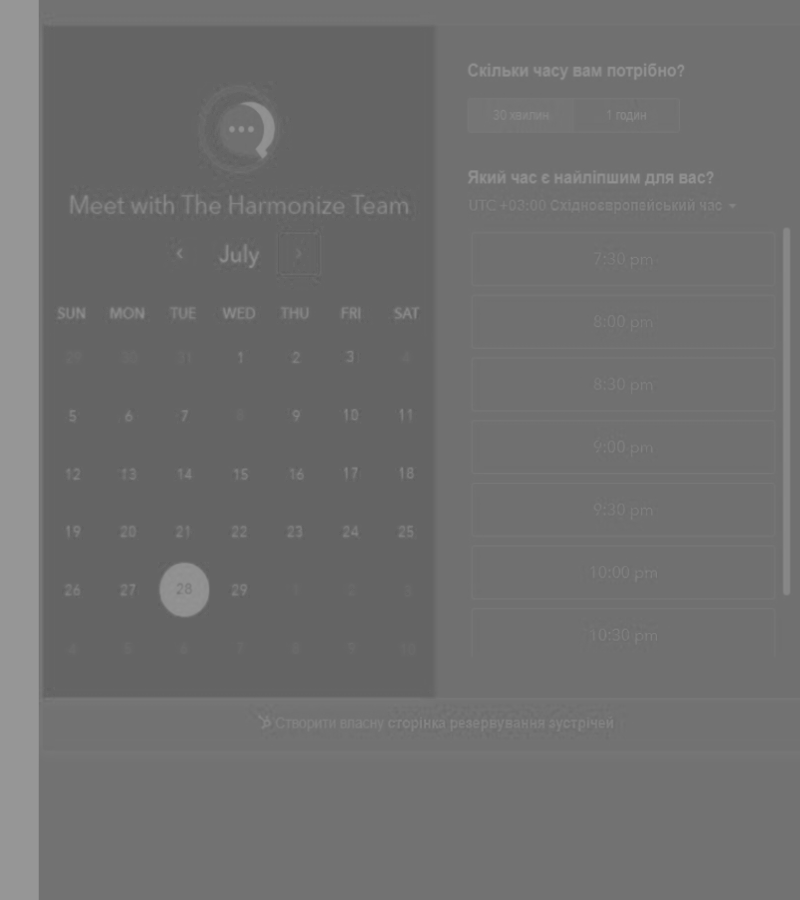 Meet with The Harmonize Team
July
SUN MON TUE WED THU FRI SAT
29 30 31 1 2 3 4
5 6 7 8 9 10 11
12 13 14 15 16 17 18
19 20 21 22 23 24 25
26 27 28 29 1 2 3
4 5 6 7 8 9 10
Скільки часу вам потрібно?
30 хвилин 1 годин
Який час є найліпшим для вас?
UTC +03:00 Східноєвропейський час
7:30 pm
8:00 pm
8:30 pm
9:00 pm
9:30 pm
10:00 pm
10:30 pm
Створити власну сторінка резервування зустрічей